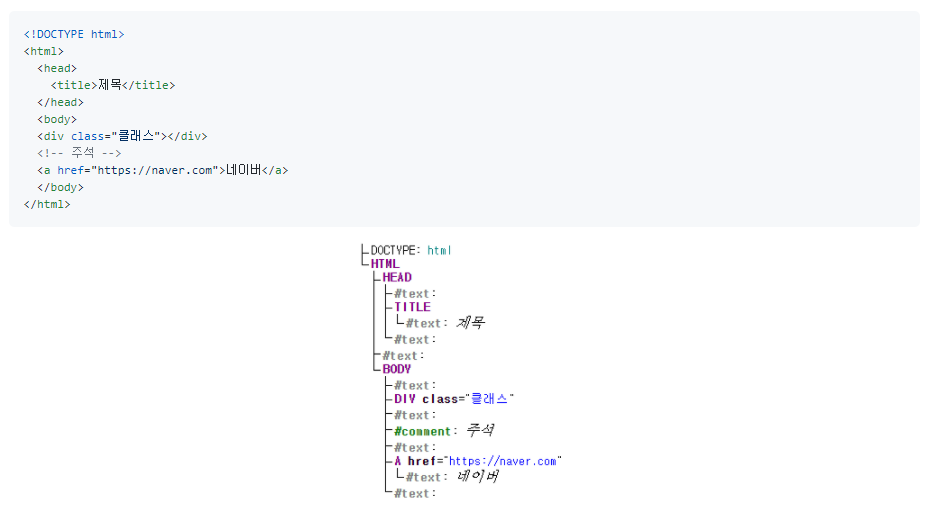 <!DOCTYPE html>
<html>
<head>
<title>제목</title>
</head>
<body>
<div class="클래스"></div>
<!-- 주석 -->
<a href="https://naver.com">네이버</a>
</body>
</html>
DOCTYPE: html
HTML
HEAD
#text:
TITLE
#text: 제목
#text:
#text:
BODY
#text:
DIV class="클래스"
#text:
#comment: 주석
#text:
A href="https://naver.com"
#text: 네이버
#text: